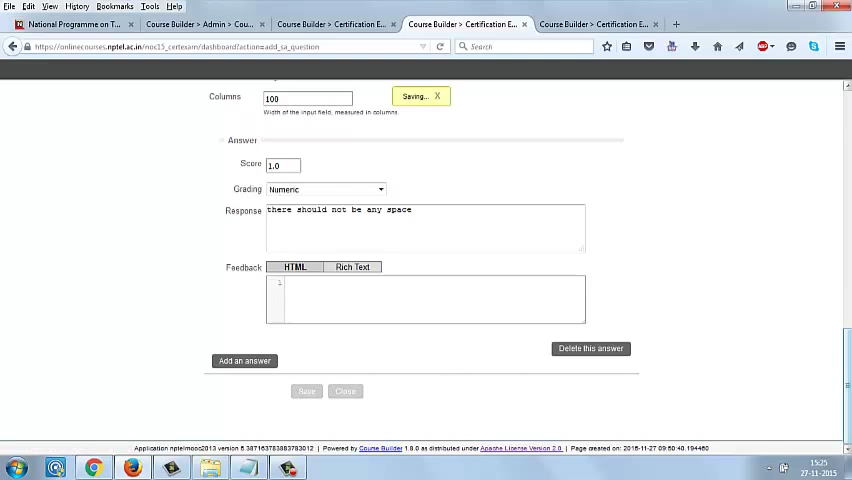 File Edit View History Bookmarks Tools Help
National Programme on T... × Course Builder > Admin > Cou... × Course Builder > Certification E... × Course Builder > Certification E... × Course Builder > Certification E... × +
https://onlinecourses.nptel.ac.in/noc15_certexam/dashboard?action=add_sa_question Search
Columns 100 Saving... X
Width of the input field, measured in columns.
Answer
Score 1.0
Grading Numeric
Response there should not be any space
Feedback HTML Rich Text
1
Delete this answer
Add an answer
Save Close
Application nptelmooc2013 version 5.387163783883783012 | Powered by Course Builder 1.8.0 as distributed under Apache License Version 2.0 | Page created on: 2015-11-27 09:50:40.194460
15:25
27-11-2015